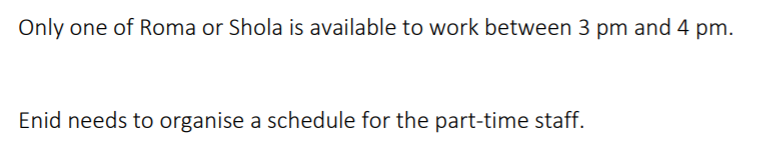 Only one of Roma or Shola is available to work between 3 pm and 4 pm.
Enid needs to organise a schedule for the part-time staff.